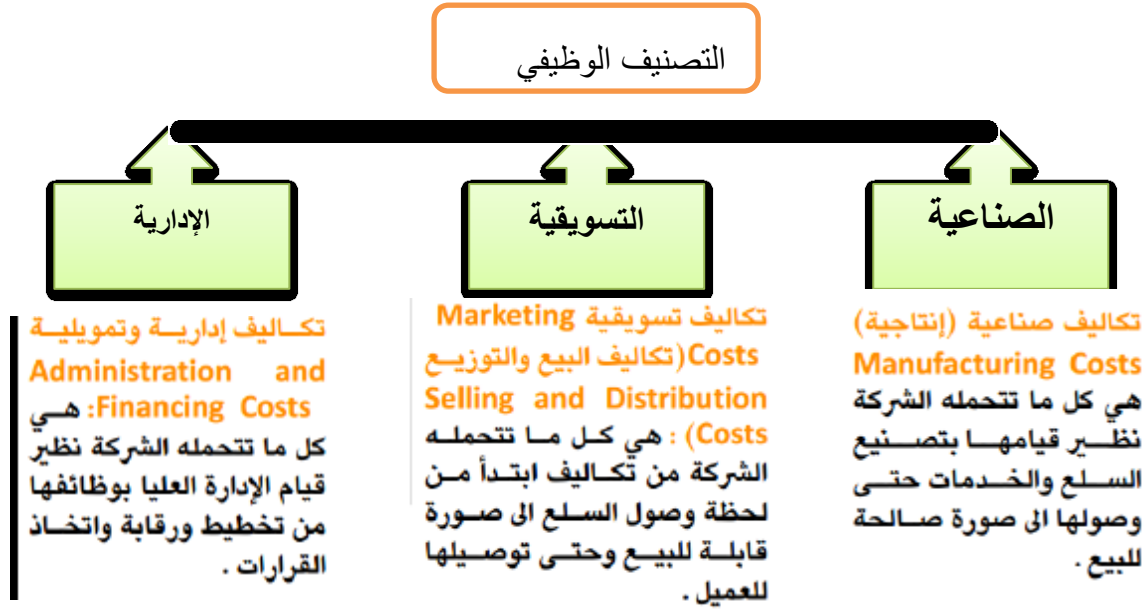 التصنيف الوظيفي
الصناعية
التسويقية
الإدارية
تكاليف صناعية (إنتاجية)
Manufacturing Costs
هي كل ما تتحمله الشركة
نظير قيامها بتصنيع
السلع والخدمات حتى
وصولها الى صورة صالحة
للبيع .
تكاليف تسويقية Marketing
Costs(تكاليف البيع والتوزيع
Selling and Distribution
Costs) : هي كل ما تتحمله
الشركة من تكاليف ابتدأ من
لحظة وصول السلع الى صورة
قابلة للبيع وحتى توصيلها
للعميل .
تكاليف إدارية وتمويلية
Administration and
Financing Costs: هي
كل ما تتحمله الشركة نظير
قيام الإدارة العليا بوظائفها
من تخطيط ورقابة واتخاذ
القرارات .